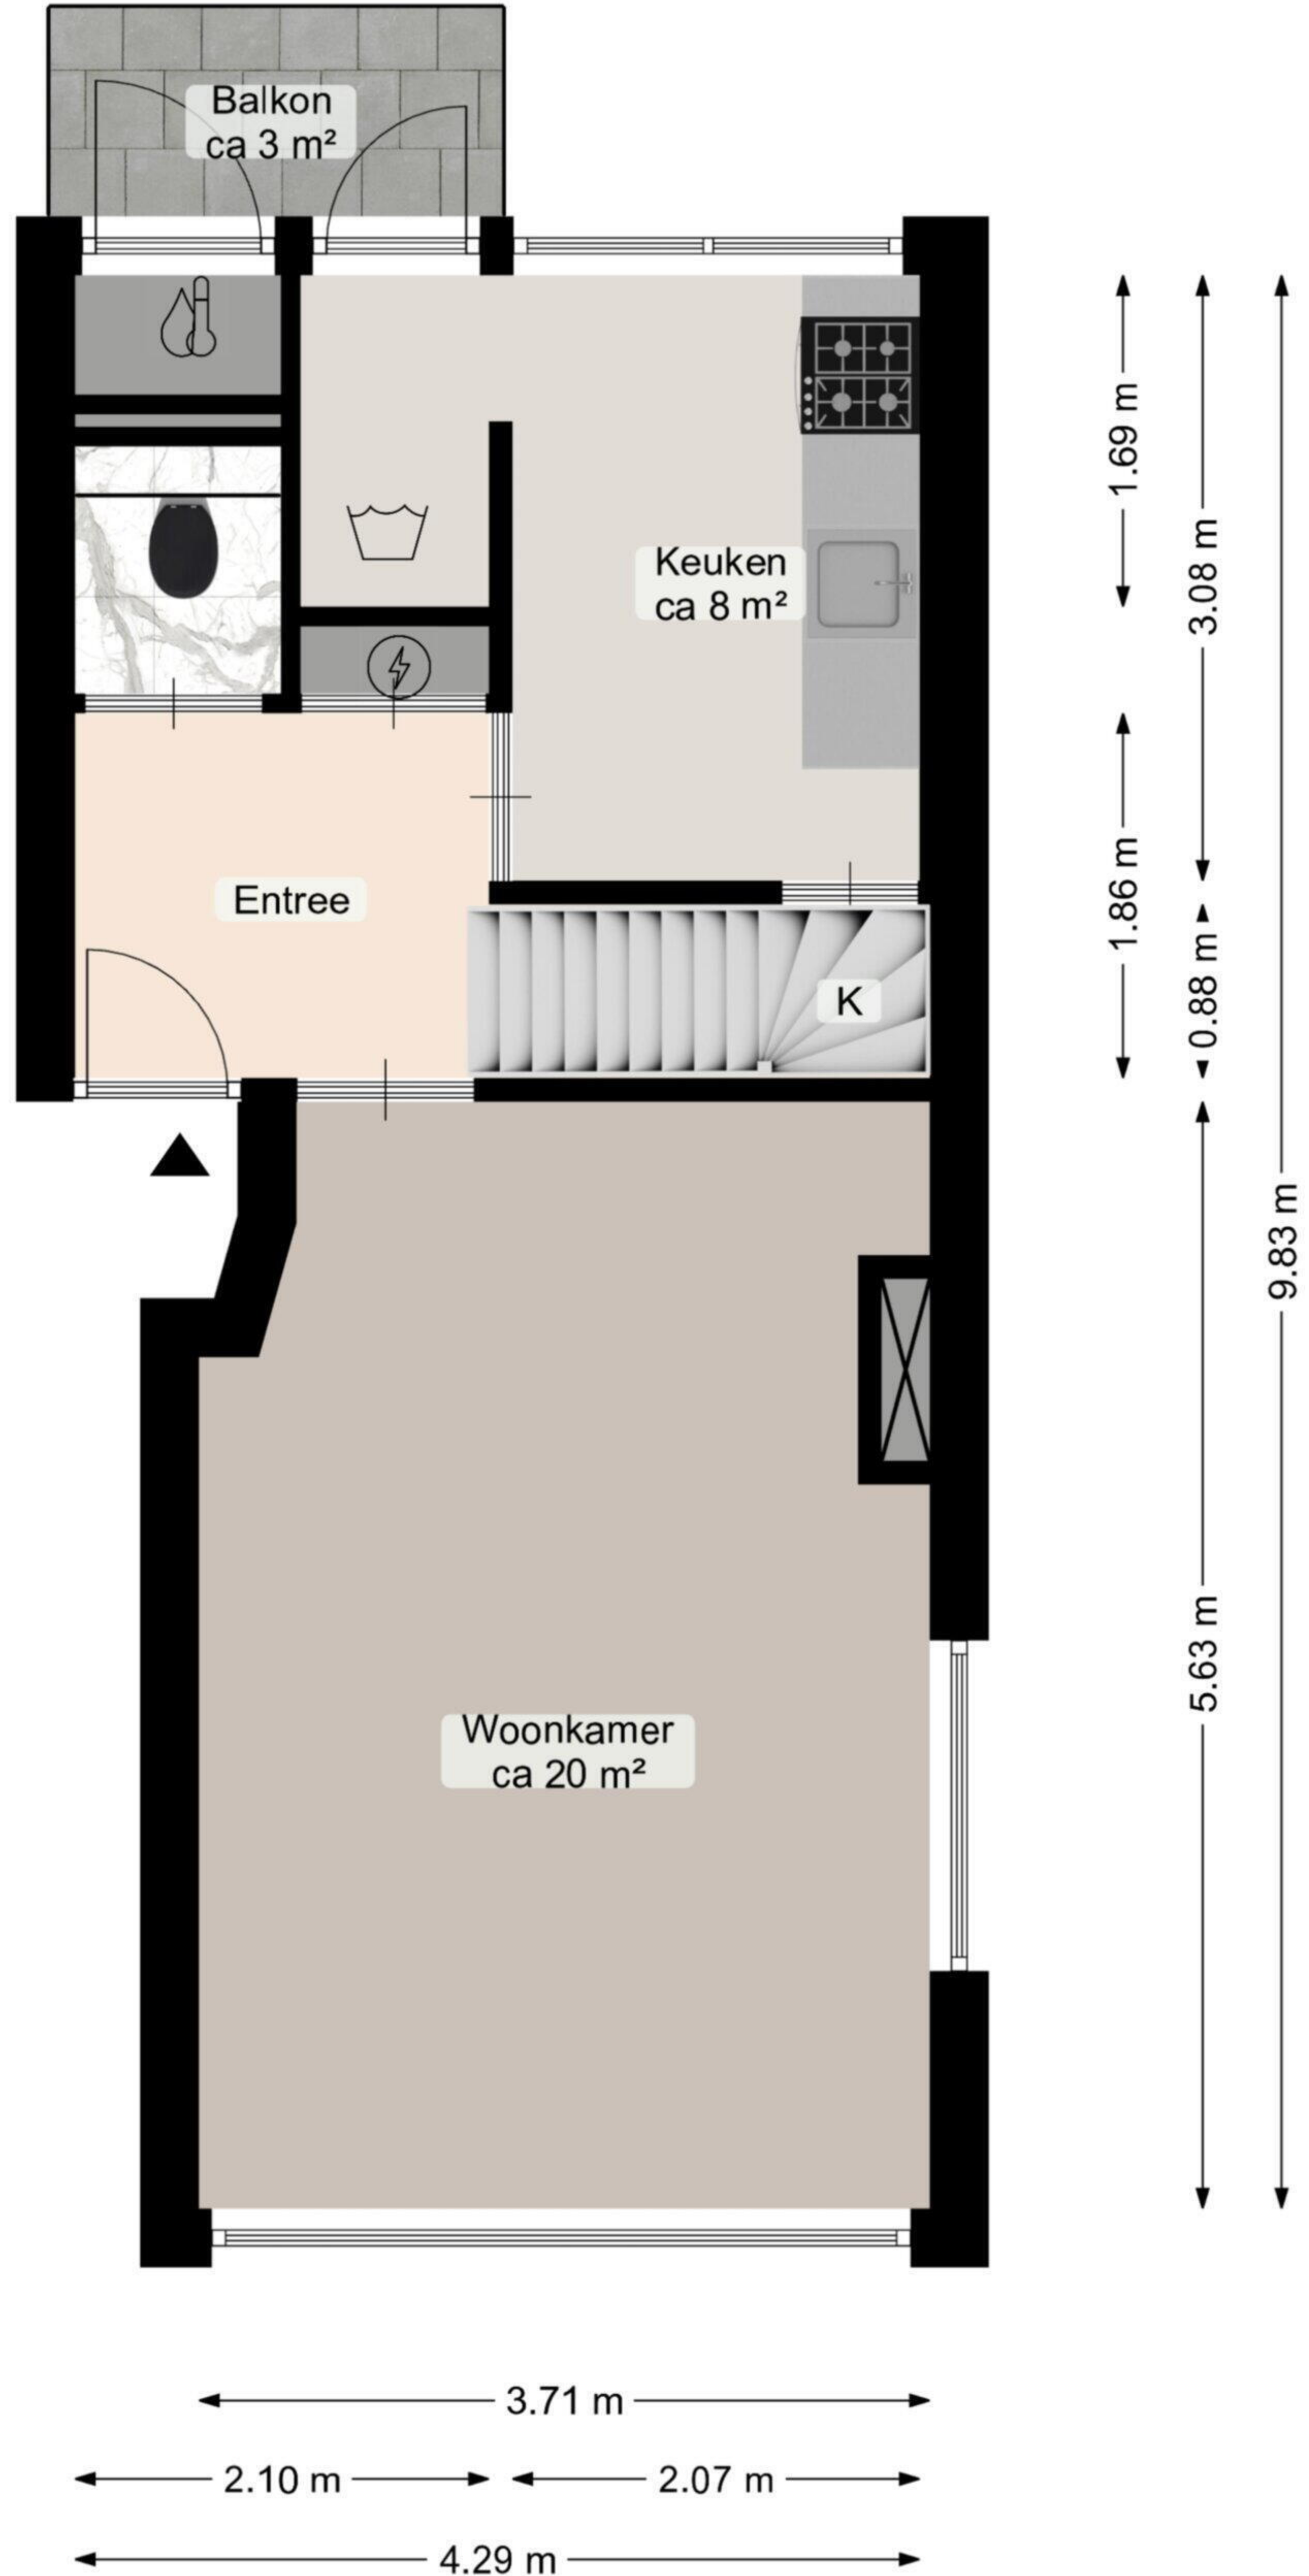 Balkon
ca 3 m²
Keuken
ca 8 m²
Entree
K
Woonkamer
ca 20 m²
1.69 m
3.08 m
1.86 m
0.88 m
9.83 m
5.63 m
3.71 m
2.10 m
2.07 m
4.29 m